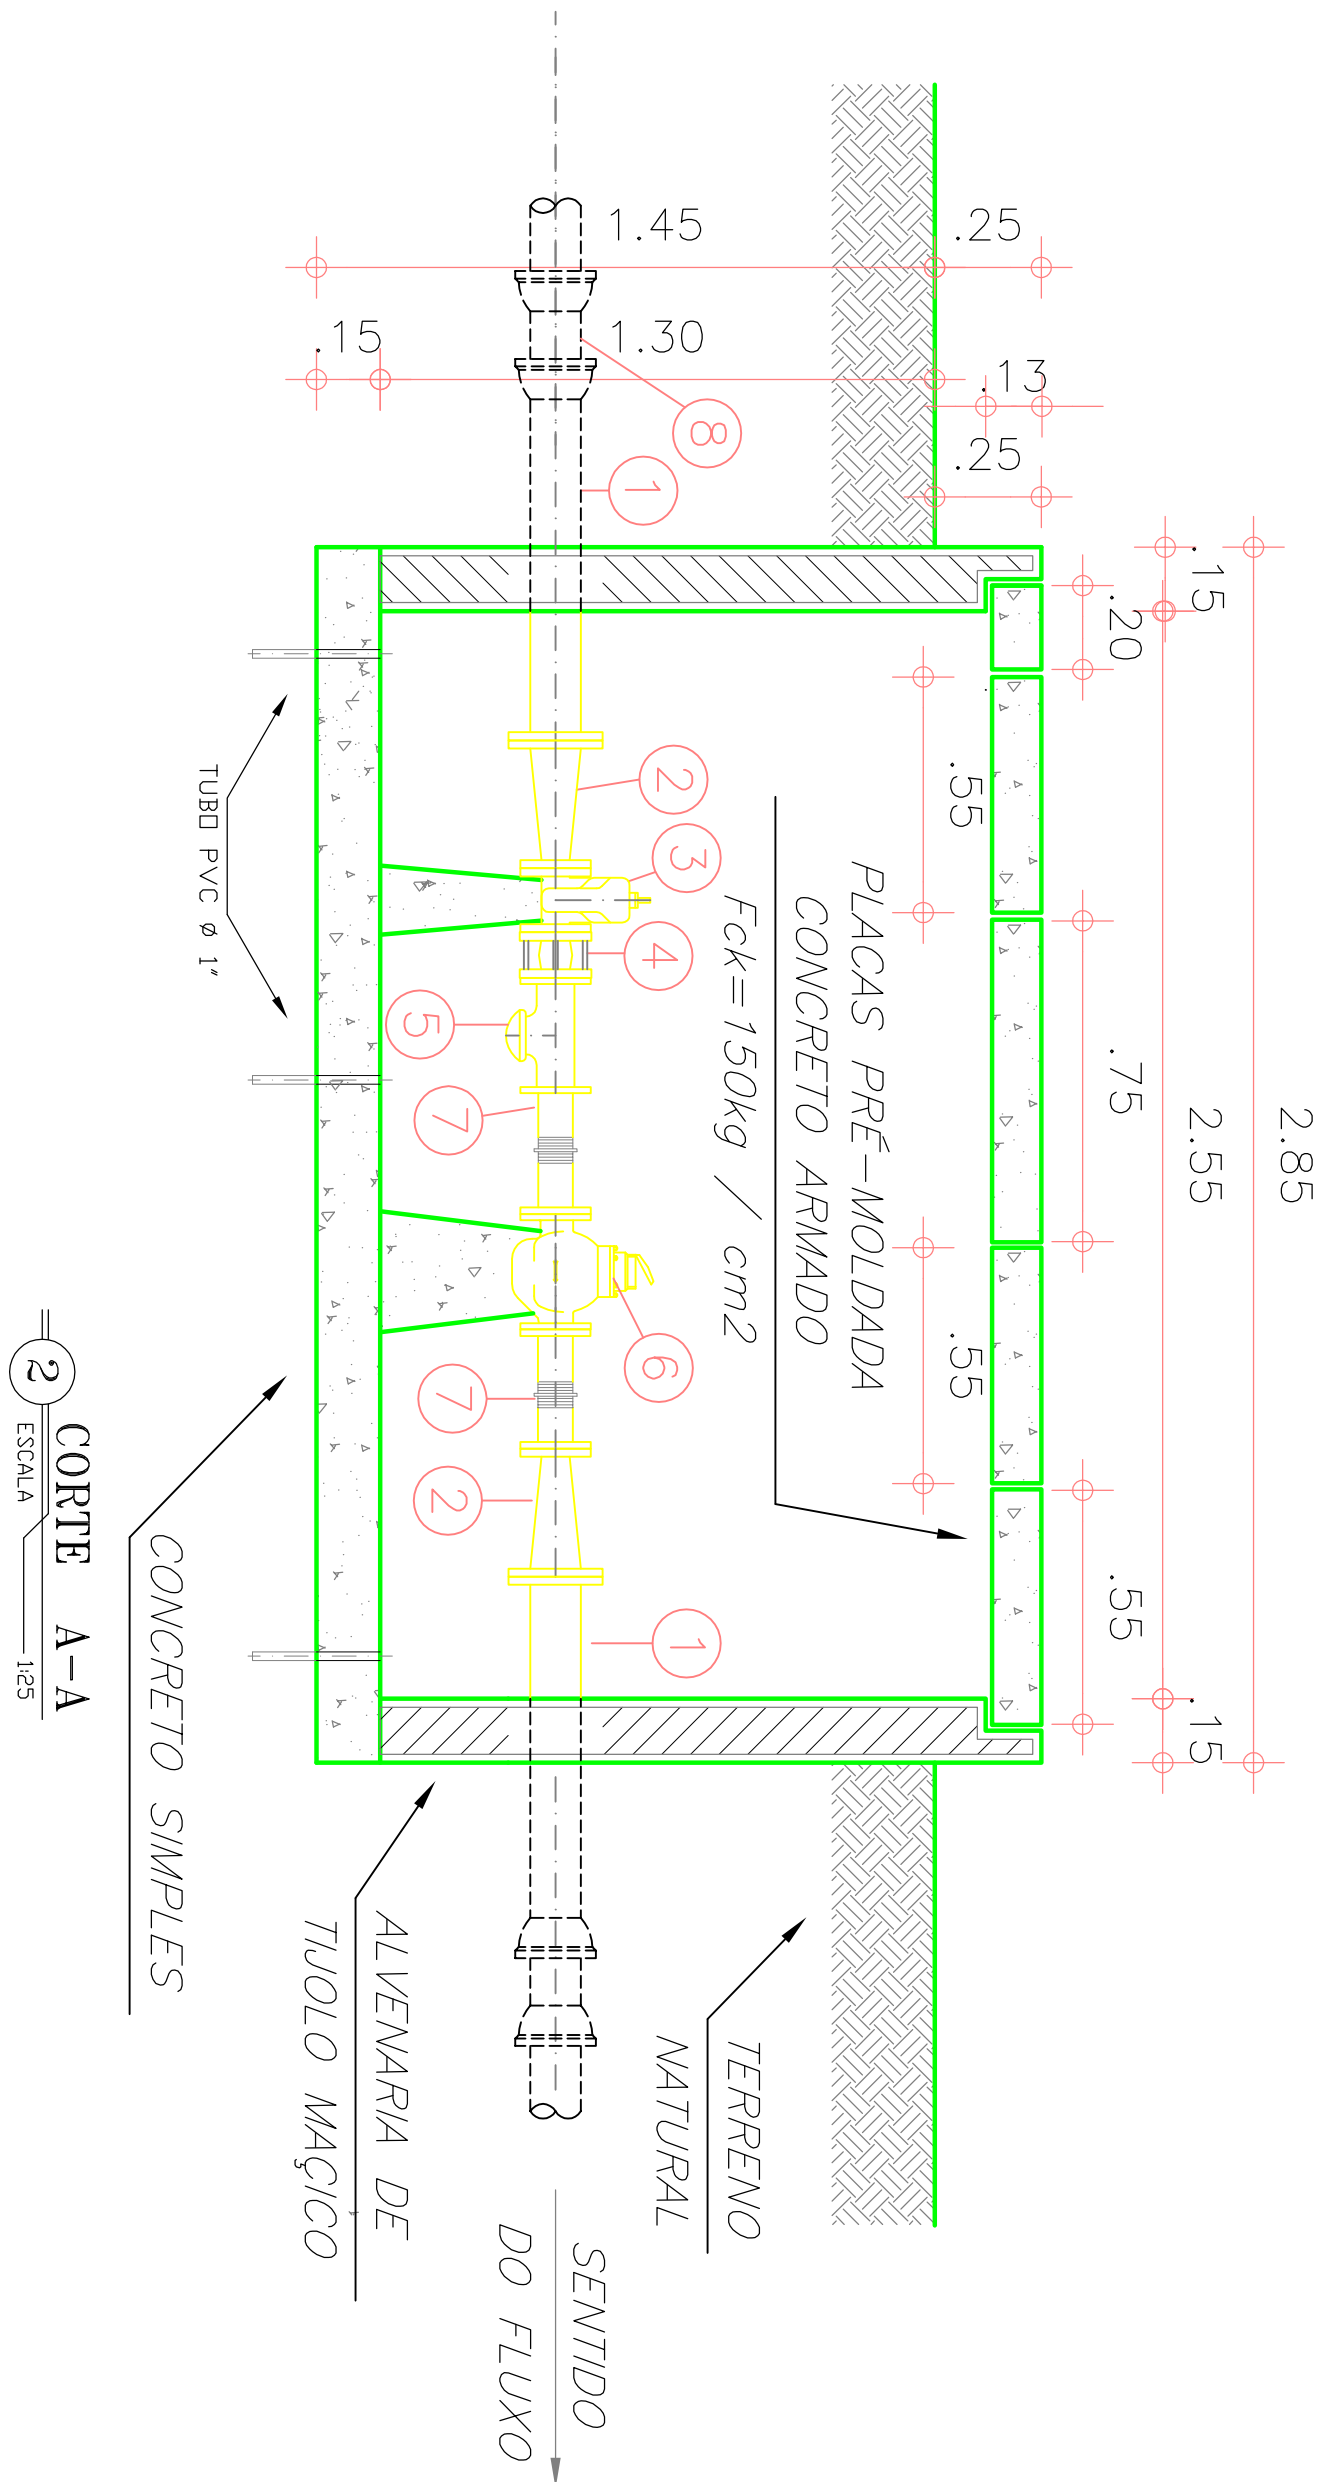 2.85
.15
2.55
.15
.20
.75
.55
.55
.55
1.45
.25
.15
1.30
.13
.25
8
1
2
3
4
5
7
6
7
2
1
PLACAS PRÉ-MOLDADA
CONCRETO ARMADO
Fck=150kg / cm2
TERRENO
NATURAL
SENTIDO
DO FLUXO
ALVENARIA DE
TIJOLO MAÇICO
TUBO PVC ø 1"
CONCRETO SIMPLES
2
CORTE A-A
ESCALA 1:25